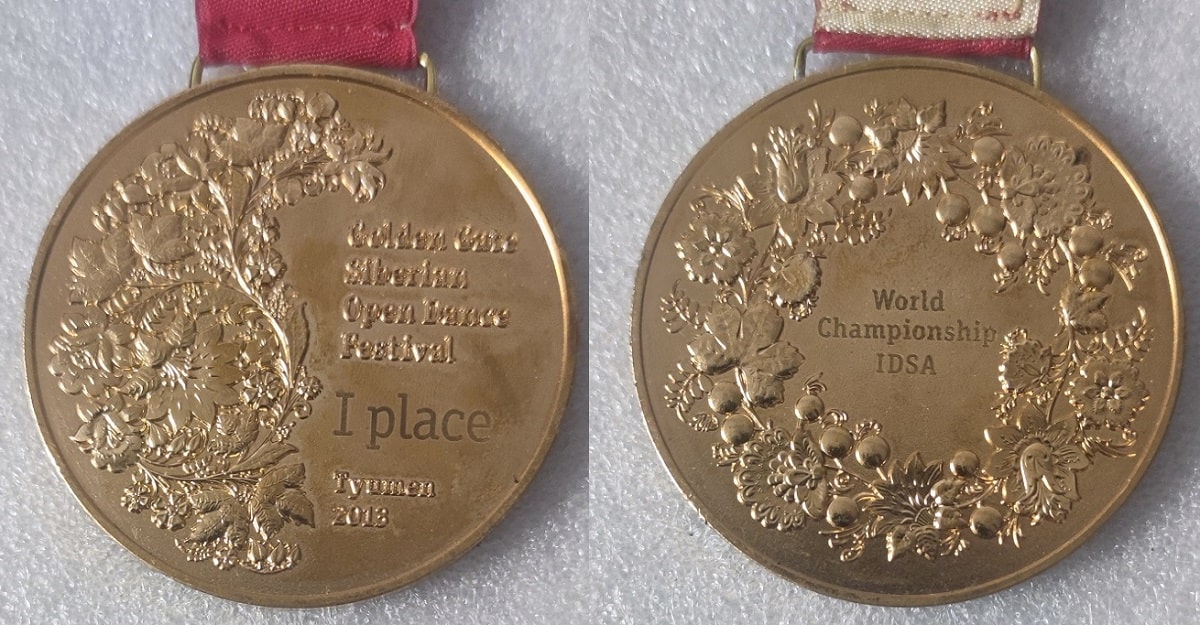 Golden Gate
Siberian
Open Dance
Festival
I place
Tyumen
2013
World
Championship
IDSA